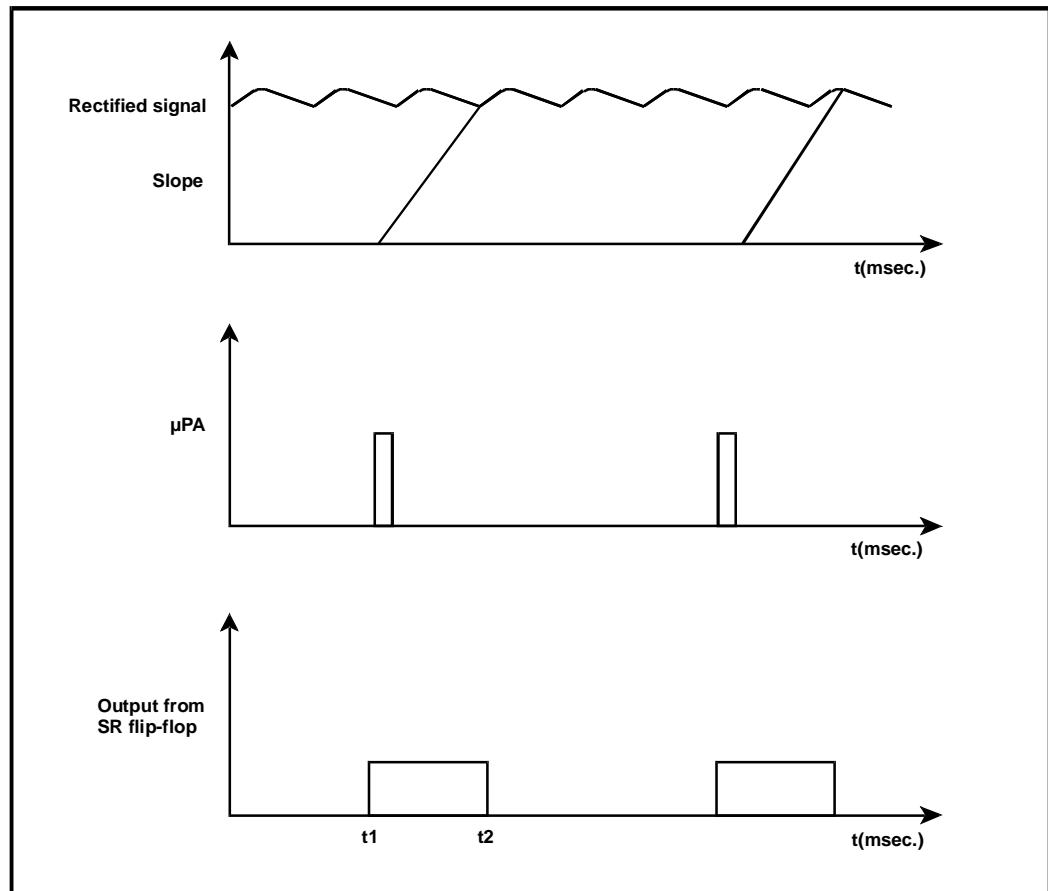 Rectified signal
Slope
t(msec.)
µPA
t(msec.)
Output from
SR flip-flop
t1
t2
t(msec.)